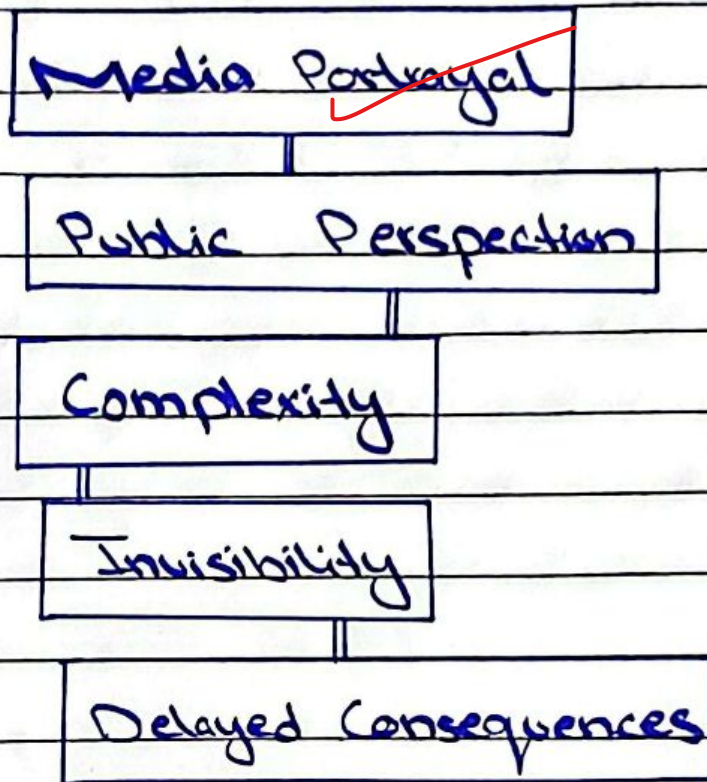 Media Portrayal
Public Perspection
Complexity
Invisibility
Delayed Consequences